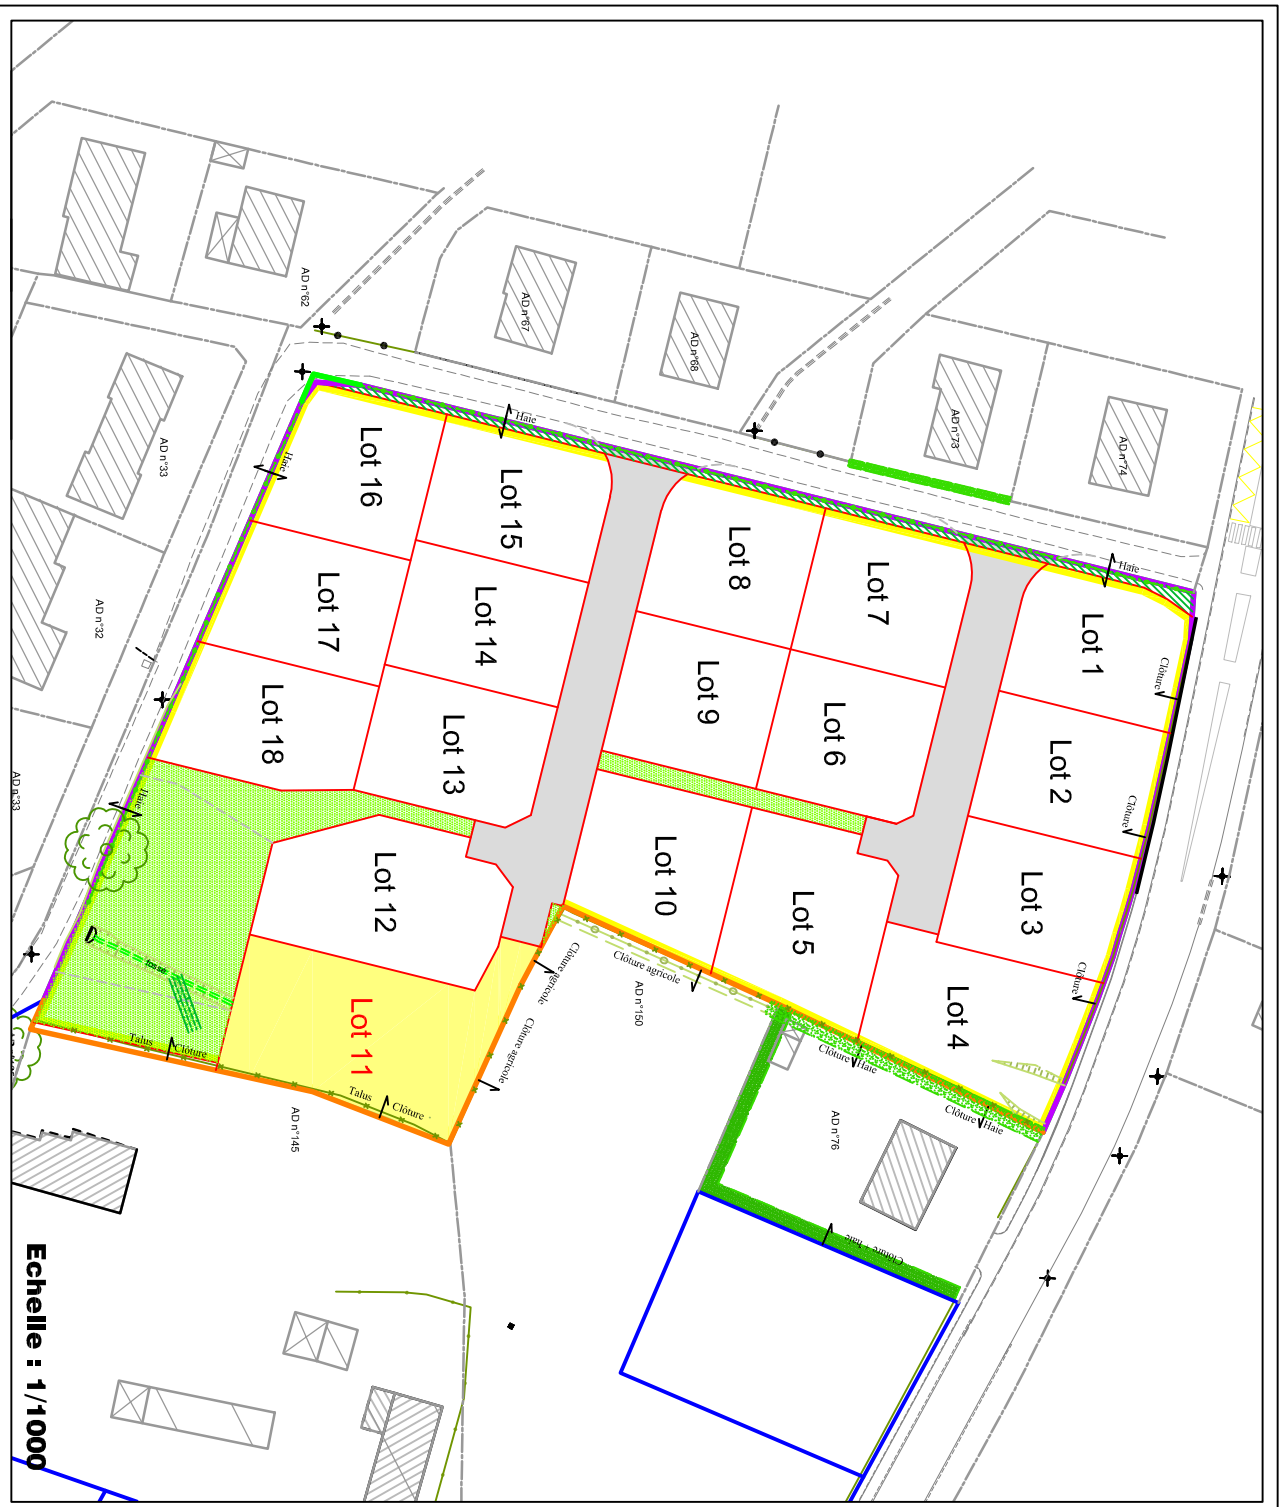 AD n°62
AD n°67
AD n°68
AD n°73
AD n°74
AD n°33
AD n°32
AD n°33
Haie
Haie
Haie
Haie
Lot 16
Lot 15
Lot 8
Lot 7
Lot 1
Clôture
Lot 17
Lot 14
Lot 9
Lot 6
Lot 2
Clôture
Lot 18
Lot 13
Lot 12
Lot 10
Lot 5
Lot 3
Clôture
Lot 11
Lot 4
fossé
Talus
Clôture
Talus
Clôture
Clôture agricole
Clôture agricole
Clôture agricole
AD n°150
Clôture
Haie
Clôture
Haie
AD n°145
AD n°76
Clôture + haie
Echelle : 1/1000